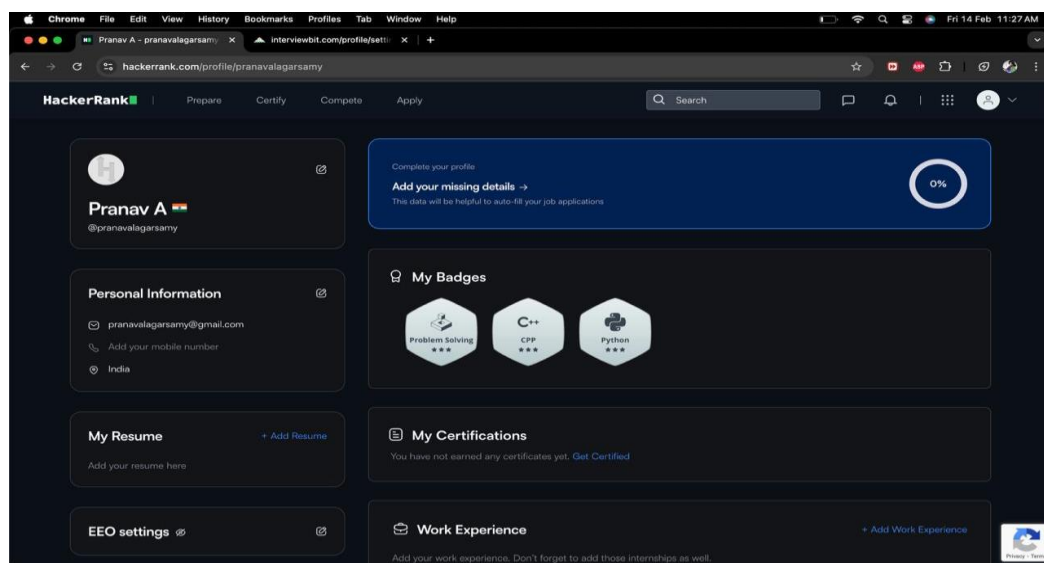 Chrome File Edit View History Bookmarks Profiles Tab Window Help Fri 14 Feb 11:27 AM
Pranav A - pranavalagarsamy interviewbit.com/profile/setti
hackerrank.com/profile/pranavalagarsamy
HackerRank Prepare Certify Compete Apply Search
Pranav A
@pranavalagarsamy
Complete your profile
Add your missing details →
This data will be helpful to auto-fill your job applications
0%
Personal Information
pranavalagarsamy@gmail.com
Add your mobile number
India
My Badges
Problem Solving
★★★
C++
CPP
★★★
Python
★★★
My Resume + Add Resume
Add your resume here
My Certifications
You have not earned any certificates yet. Get Certified
EEO settings
Work Experience + Add Work Experience
Add your work experience. Don't forget to add those internships as well.
Privacy - Term